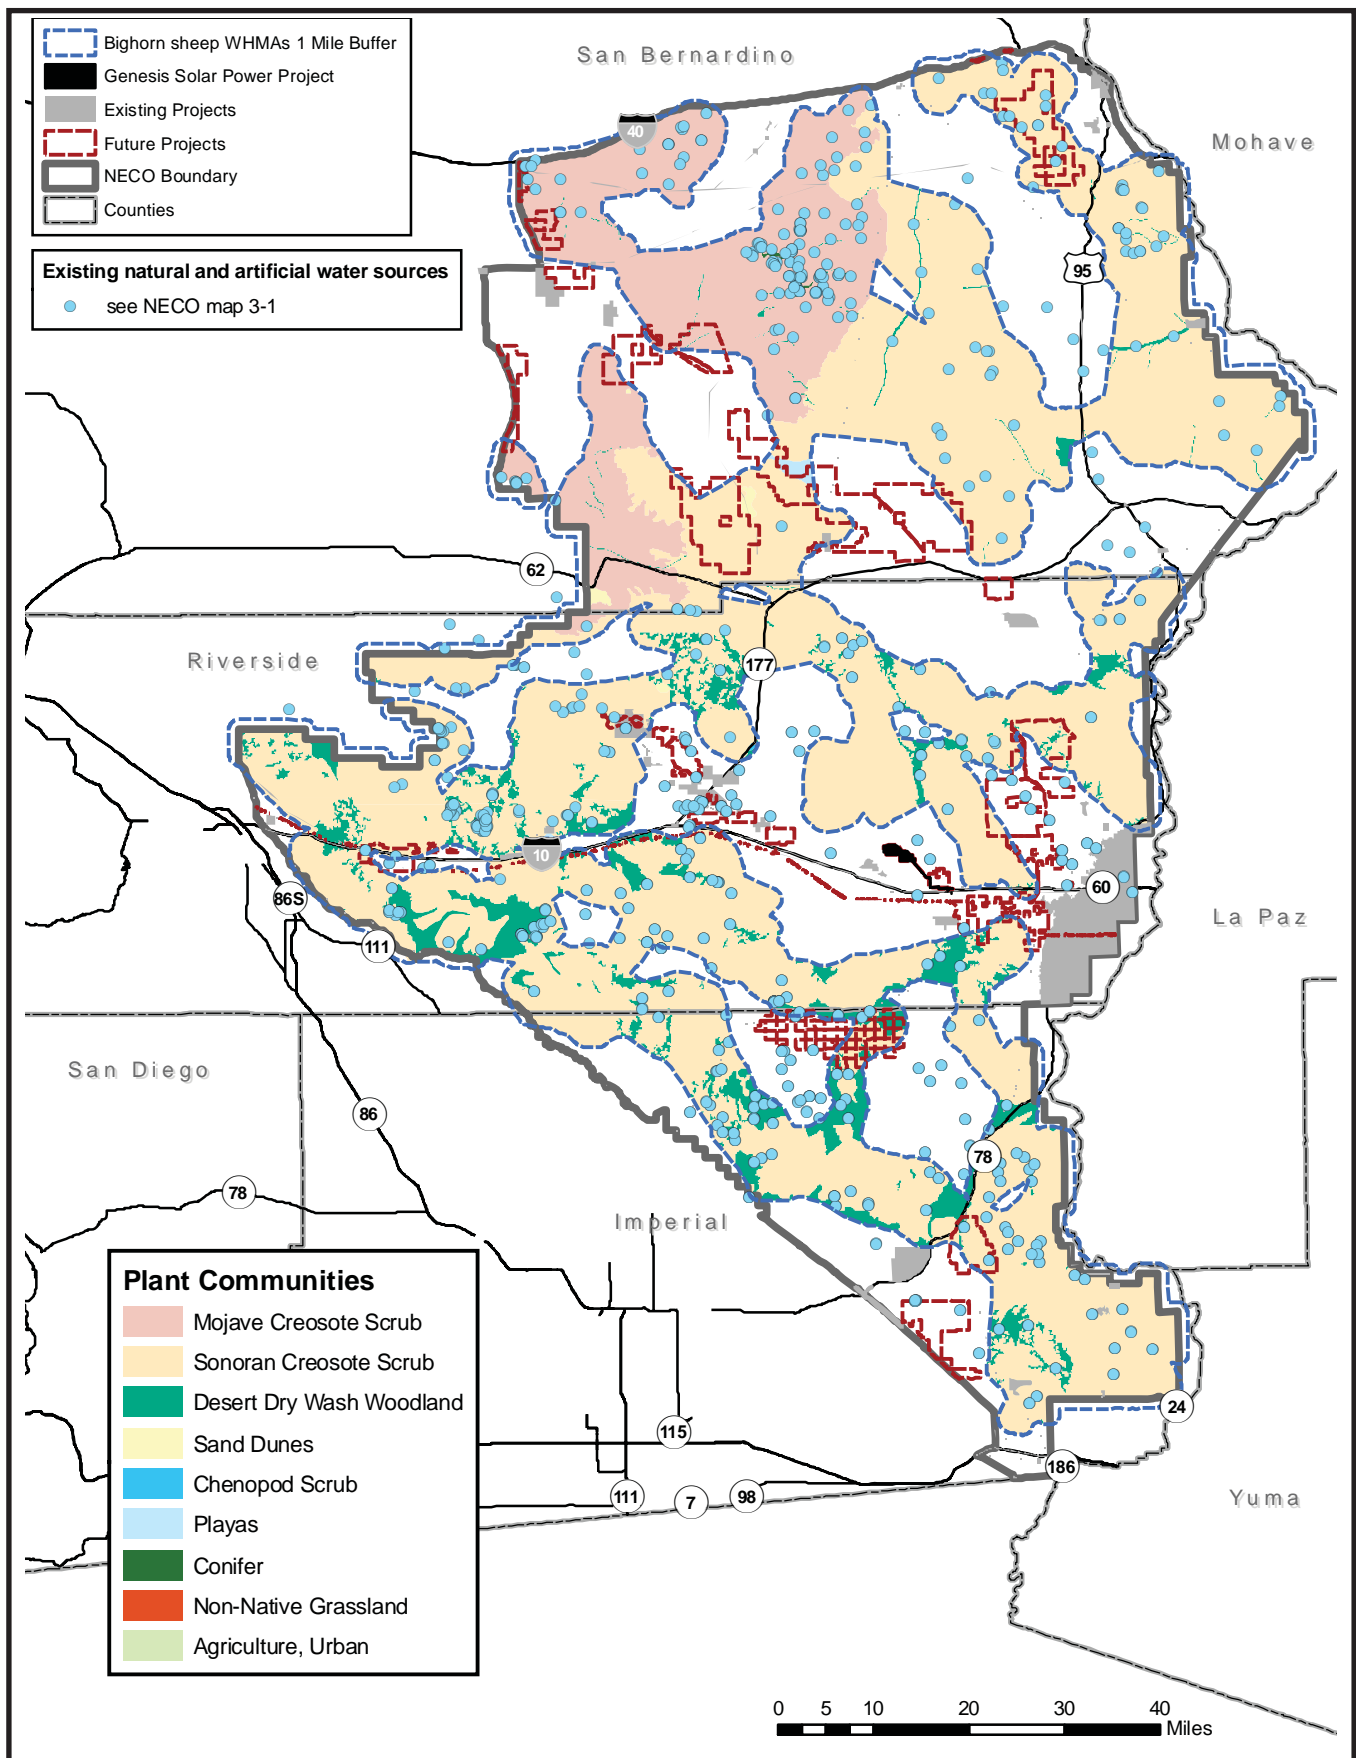 Bighorn sheep WHMAs 1 Mile Buffer
Genesis Solar Power Project
Existing Projects
Future Projects
NECO Boundary
Counties
Existing natural and artificial water sources
see NECO map 3-1
San Bernardino
Mohave
40
95
62
Riverside
177
10
60
86S
111
La Paz
San Diego
86
78
78
Imperial
Plant Communities
Mojave Creosote Scrub
Sonoran Creosote Scrub
Desert Dry Wash Woodland
Sand Dunes
Chenopod Scrub
Playas
Conifer
Non-Native Grassland
Agriculture, Urban
24
115
186
111
7
98
Yuma
0 5 10 20 30 40
Miles